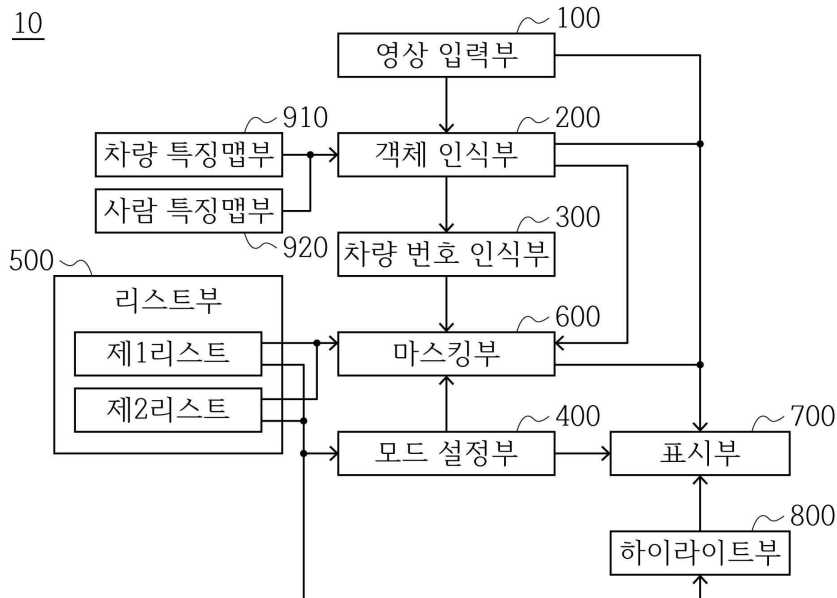 10
100
영상 입력부
910
차량 특징맵부
200
객체 인식부
사람 특징맵부
920
300
차량 번호 인식부
500
리스트부
제1리스트
제2리스트
600
마스킹부
400
모드 설정부
700
표시부
800
하이라이트부